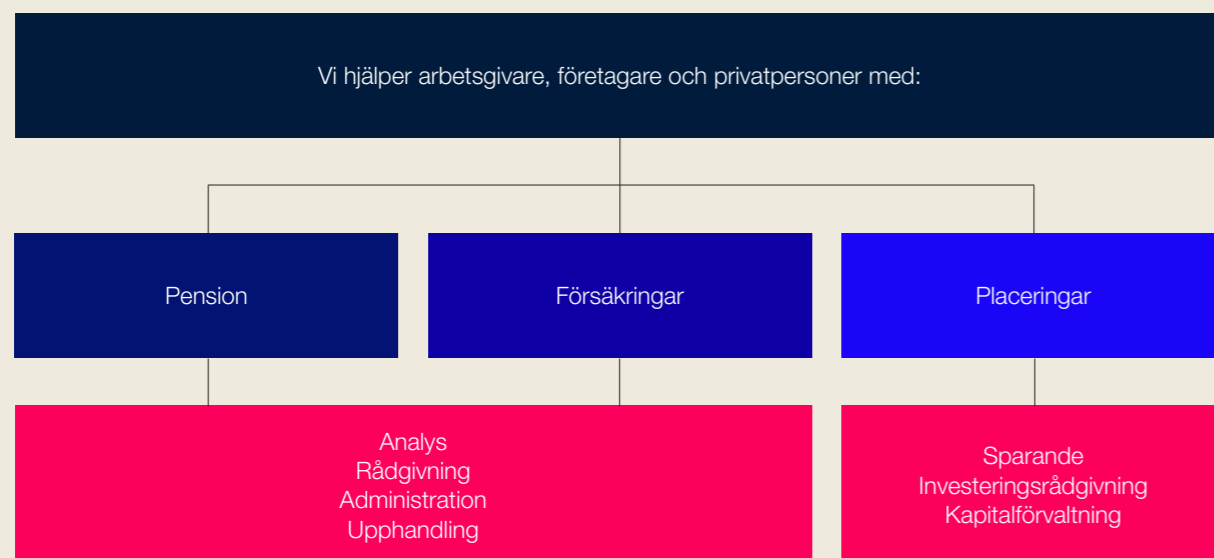 Vi hjälper arbetsgivare, företagare och privatpersoner med:
Pension
Försäkringar
Placeringar
Analys
Rådgivning
Administration
Upphandling
Sparande
Investeringsrådgivning
Kapitalförvaltning